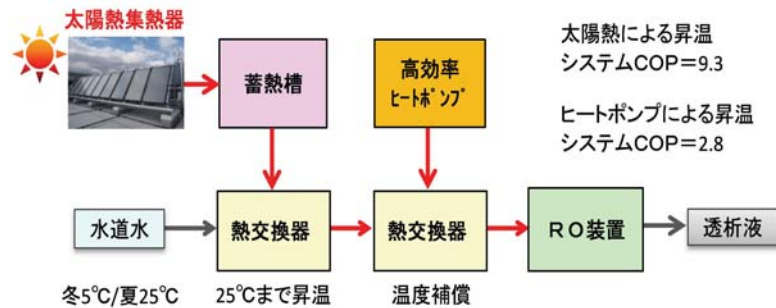 太陽熱集熱器
蓄熱槽
高効率
ﾋｰﾄﾎﾟﾝﾌﾟ
太陽熱による昇温
システムCOP=9.3
ヒートポンプによる昇温
システムCOP=2.8
水道水
熱交換器
熱交換器
RO装置
透析液
冬5℃/夏25℃
25℃まで昇温
温度補償